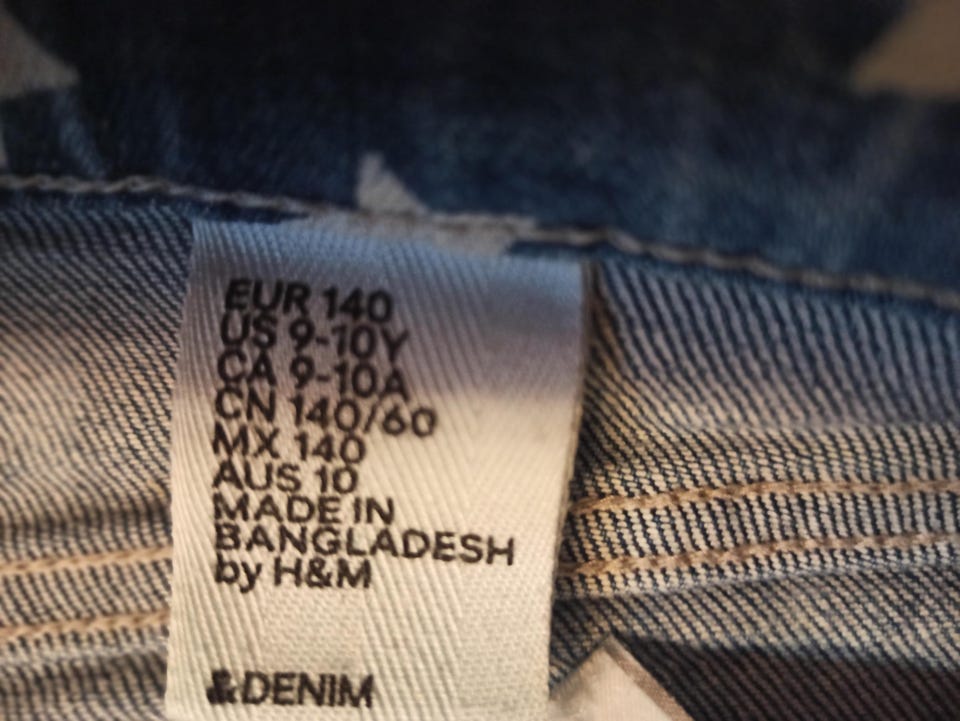 EUR 140
US 9-10Y
CA 9-10A
CN 140/60
MX 140
AUS 10
MADE IN
BANGLADESH
by H&M
&DENIM